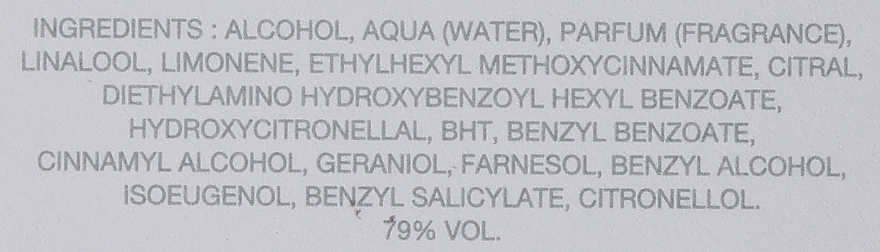 INGREDIENTS : ALCOHOL, AQUA (WATER), PARFUM (FRAGRANCE),
LINALOOL, LIMONENE, ETHYLHEXYL METHOXYCINNAMATE, CITRAL,
DIETHYLAMINO HYDROXYBENZOYL HEXYL BENZOATE,
HYDROXYCITRONELLAL, BHT, BENZYL BENZOATE,
CINNAMYL ALCOHOL, GERANIOL, FARNESOL, BENZYL ALCOHOL,
ISOEUGENOL, BENZYL SALICYLATE, CITRONELLOL.
79% VOL.